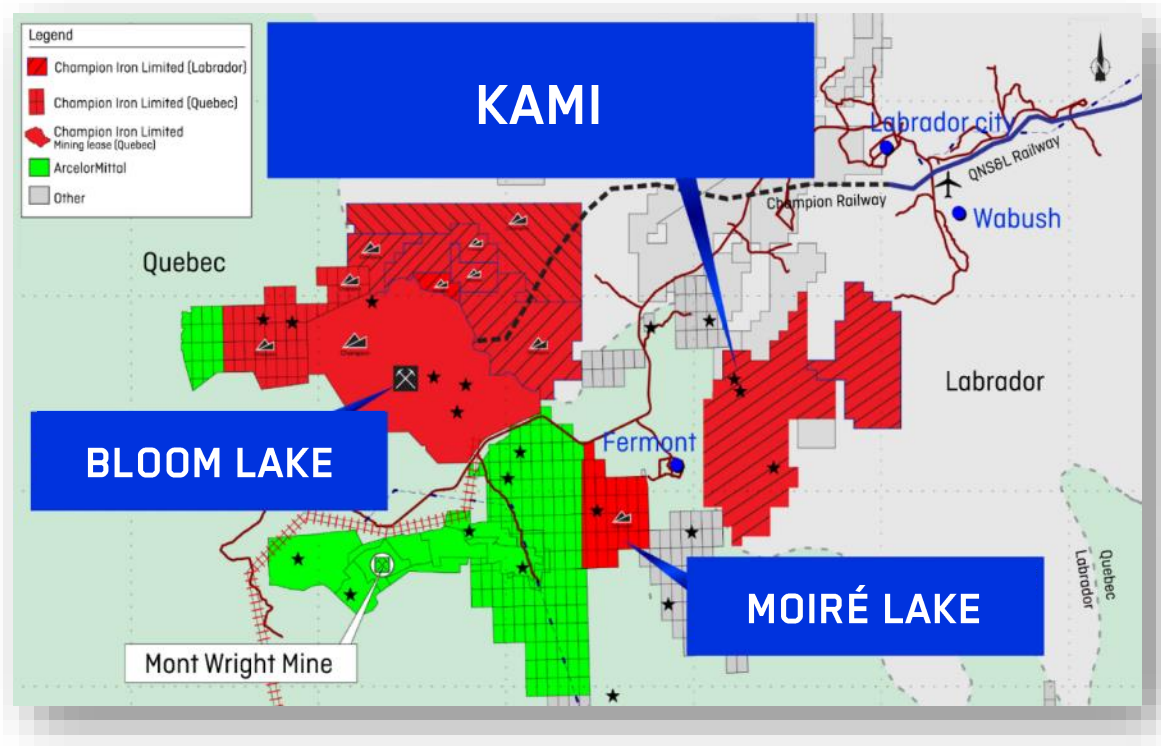 Legend
Champion Iron Limited (Labrador)
Champion Iron Limited (Quebec)
Champion Iron Limited
Mining lease (Quebec)
ArcelorMittal
Other
KAMI
N
Labrador city
QNS&L Railway
Champion Railway
Wabush
Quebec
Champion
Labrador
BLOOM LAKE
Fermont
MOIRÉ LAKE
Quebec
Labrador
Mont Wright Mine